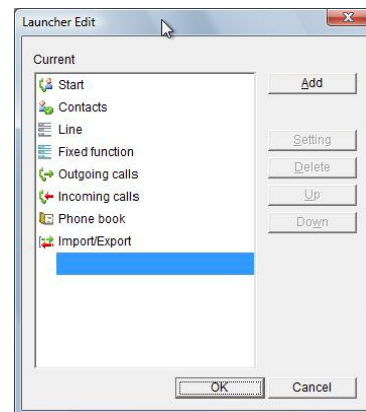 Launcher Edit
Current
Start
Contacts
Line
Fixed function
Outgoing calls
Incoming calls
Phone book
Import/Export
Add
Setting
Delete
Up
Down
OK
Cancel